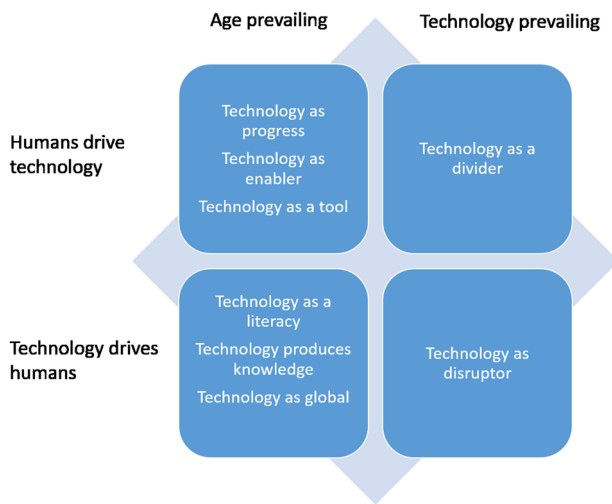 Age prevailing
Technology prevailing
Humans drive
technology
Technology as
progress
Technology as
enabler
Technology as a tool
Technology as a
divider
Technology drives
humans
Technology as a
literacy
Technology produces
knowledge
Technology as global
Technology as
disruptor